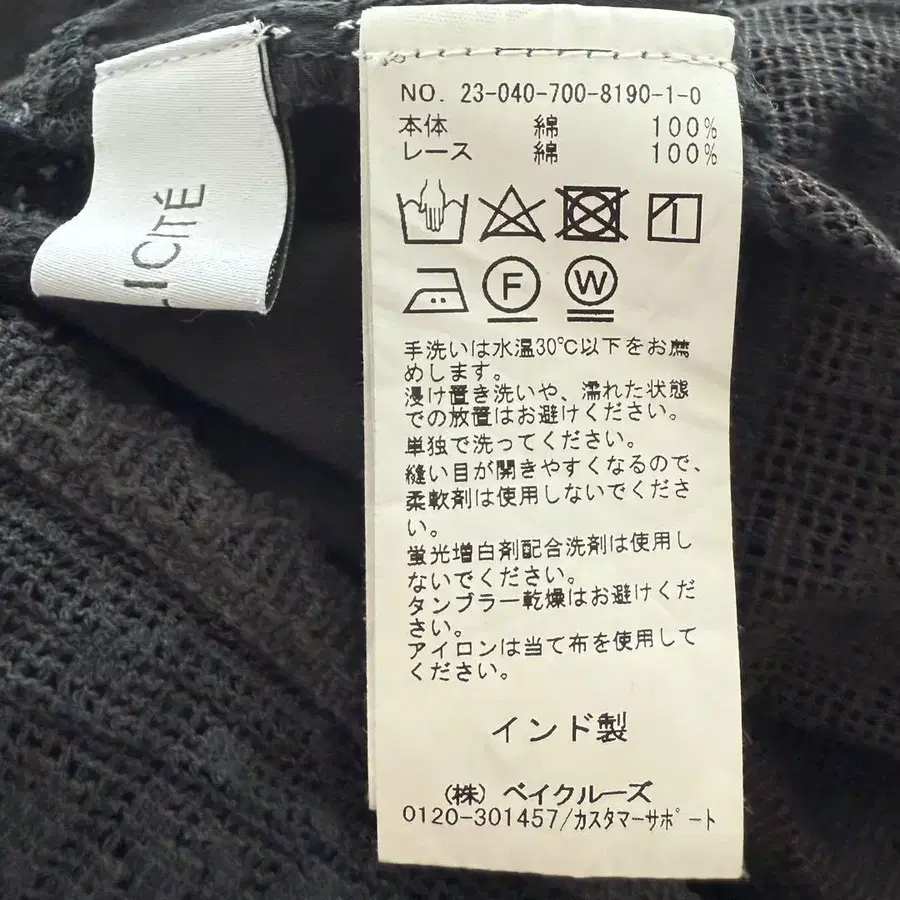 LICITÉ
NO. 23-040-700-8190-1-0
本体 綿 100%
レース 綿 100%
F W
手洗いは水温30℃以下をお薦
めします。
浸け置き洗いや、濡れた状態
での放置はお避けください。
単独で洗ってください。
縫い目が開きやすくなるので、
柔軟剤は使用しないでくださ
い。
蛍光増白剤配合洗剤は使用し
ないでください。
タンブラー乾燥はお避けくだ
さい。
アイロンは当て布を使用して
ください。
インド製
(株) ベイクルーズ
0120-301457/カスタマーサポート